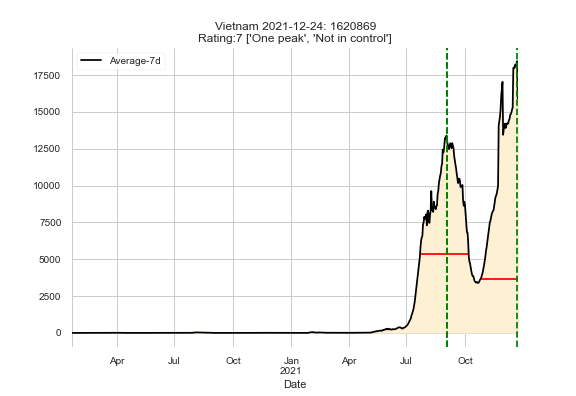 Vietnam 2021-12-24: 1620869
Rating:7 ['One peak', 'Not in control']
Average-7d
17500
15000
12500
10000
7500
5000
2500
0
Apr Jul Oct Jan Apr Jul Oct
2021
Date